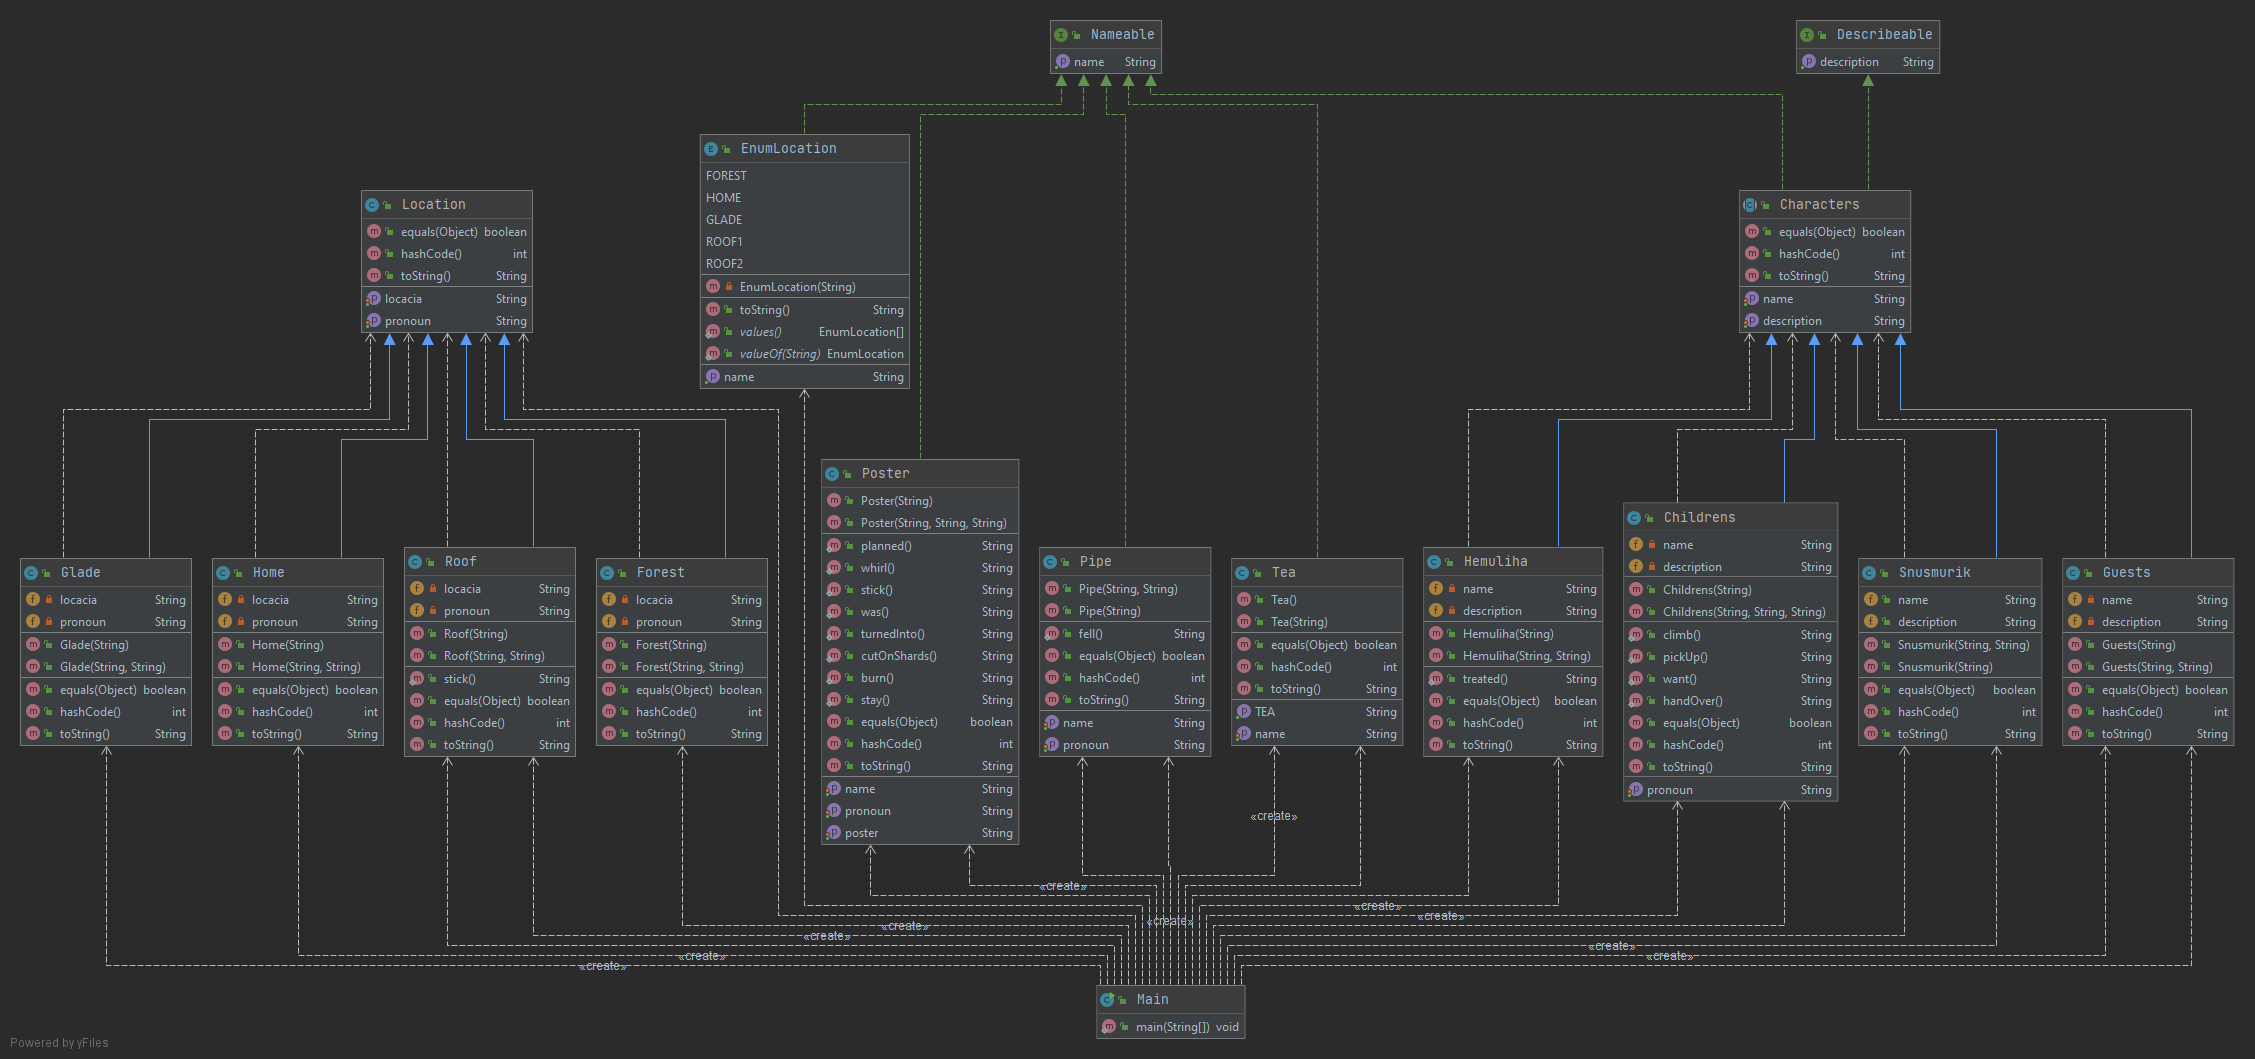 Nameable
name String
Describeable
description String
EnumLocation
FOREST
HOME
GLADE
ROOF1
ROOF2
EnumLocation(String)
toString() String
values() EnumLocation[]
valueOf(String) EnumLocation
name String
Location
equals(Object) boolean
hashCode() int
toString() String
locacia String
pronoun String
Characters
equals(Object) boolean
hashCode() int
toString() String
name String
description String
Glade
locacia String
pronoun String
Glade(String)
Glade(String, String)
equals(Object) boolean
hashCode() int
toString() String
Home
locacia String
pronoun String
Home(String)
Home(String, String)
equals(Object) boolean
hashCode() int
toString() String
Roof
locacia String
pronoun String
Roof(String)
Roof(String, String)
stick() String
equals(Object) boolean
hashCode() int
toString() String
Forest
locacia String
pronoun String
Forest(String)
Forest(String, String)
equals(Object) boolean
hashCode() int
toString() String
Poster
Poster(String)
Poster(String, String, String)
planned() String
whirl() String
stick() String
was() String
turnedInto() String
cutOnShards() String
burn() String
stay() String
equals(Object) boolean
hashCode() int
toString() String
name String
pronoun String
poster String
Pipe
Pipe(String, String)
Pipe(String)
fell() String
equals(Object) boolean
hashCode() int
toString() String
name String
pronoun String
Tea
Tea()
Tea(String)
equals(Object) boolean
hashCode() int
toString() String
TEA String
name String
Hemuliha
name String
description String
Hemuliha(String)
Hemuliha(String, String)
treated() String
equals(Object) boolean
hashCode() int
toString() String
Childrens
name String
description String
Childrens(String)
Childrens(String, String, String)
climb() String
pickUp() String
want() String
handOver() String
equals(Object) boolean
hashCode() int
toString() String
pronoun String
Snusmurik
name String
description String
Snusmurik(String, String)
Snusmurik(String)
equals(Object) boolean
hashCode() int
toString() String
Guests
name String
description String
Guests(String)
Guests(String, String)
equals(Object) boolean
hashCode() int
toString() String
«create»
«create»
«create»
«create»
«create»
«create»
«create»
«create»
«create»
«create»
«create»
Main
main(String[]) void
Powered by yFiles